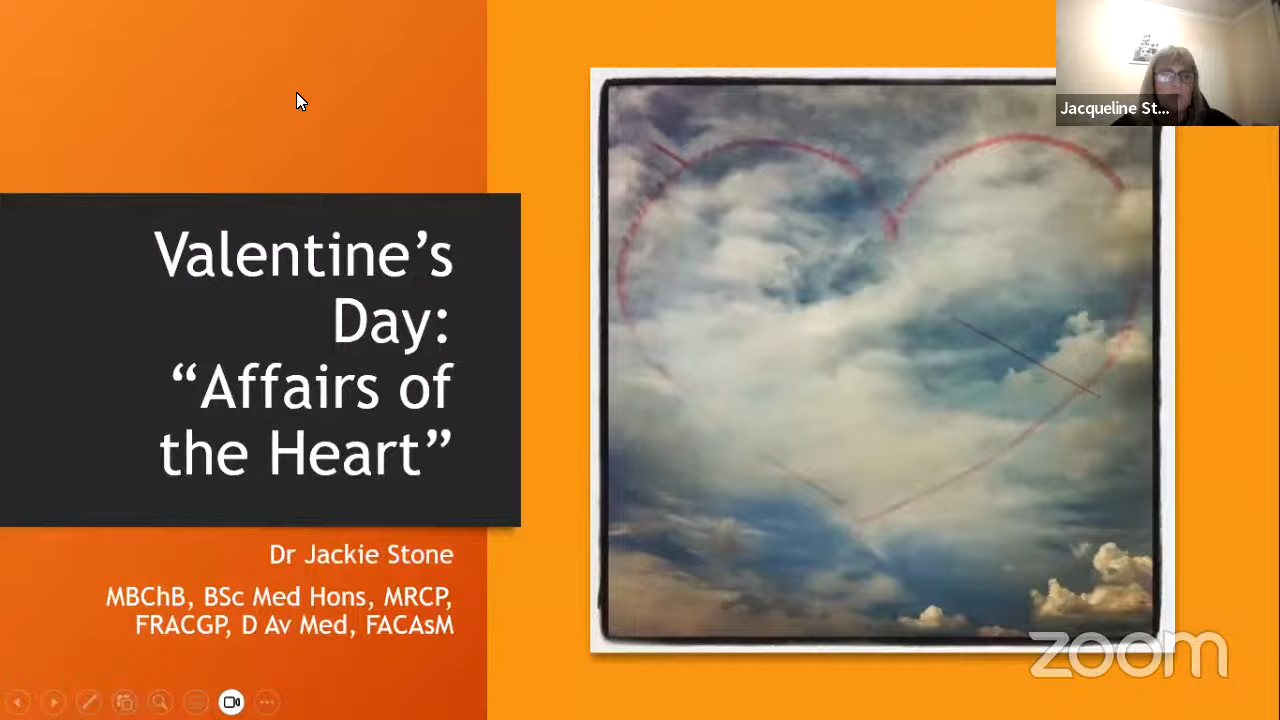 Valentine’s
Day:
“Affairs of
the Heart”
Dr Jackie Stone
MBChB, BSc Med Hons, MRCP,
FRACGP, D Av Med, FACAsM
Jacqueline St...
zoom